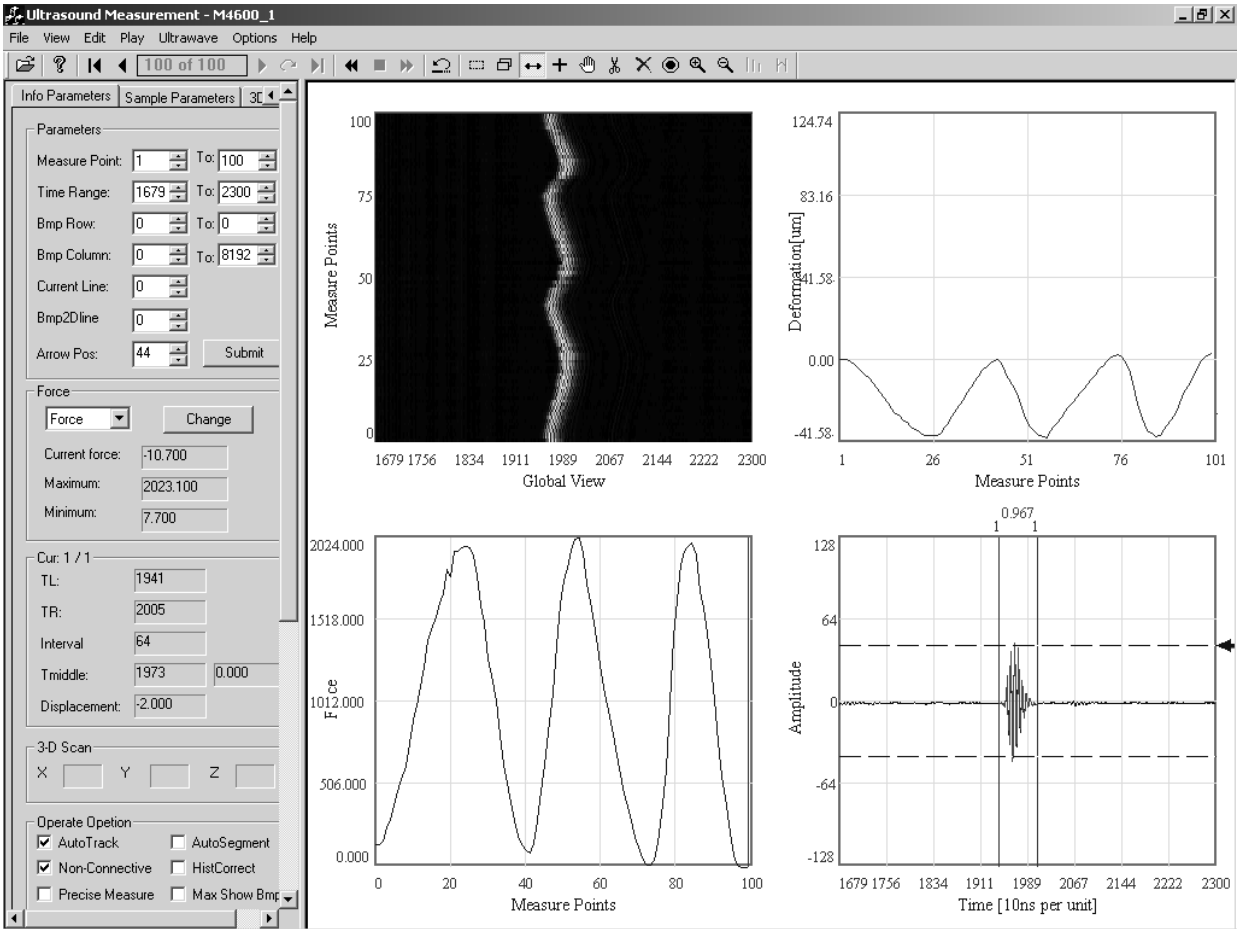 Ultrasound Measurement - M4600_1
File View Edit Play Ultrawave Options Help
100 of 100
Info Parameters Sample Parameters
Parameters
Measure Point: 1 To: 100
Time Range: 1679 To: 2300
Bmp Row: 0 To: 0
Bmp Column: 0 To: 8192
Current Line: 0
Bmp2Dline 0
Arrow Pos: 44 Submit
Force
Force Change
Current force: -10.700
Maximum: 2023.100
Minimum: 7.700
Cur: 1 / 1
TL: 1941
TR: 2005
Interval 64
Tmiddle: 1973 0.000
Displacement: -2.000
3-D Scan
X Y Z
Operate Opetion
AutoTrack AutoSegment
Non-Connective HistCorrect
Precise Measure Max Show Bmp
100
75
50
25
0
Measure Points
1679 1756 1834 1911 1989 2067 2144 2222 2300
Global View
124.74
83.16
41.58
0.00
-41.58
Deformation[um]
1 26 51 76 101
Measure Points
2024.000
1518.000
1012.000
506.000
0.000
0 20 40 60 80 100
Measure Points
0.967
1 1
128
64
0
-64
-128
Amplitude
1679 1756 1834 1911 1989 2067 2144 2222 2300
Time [10ns per unit]